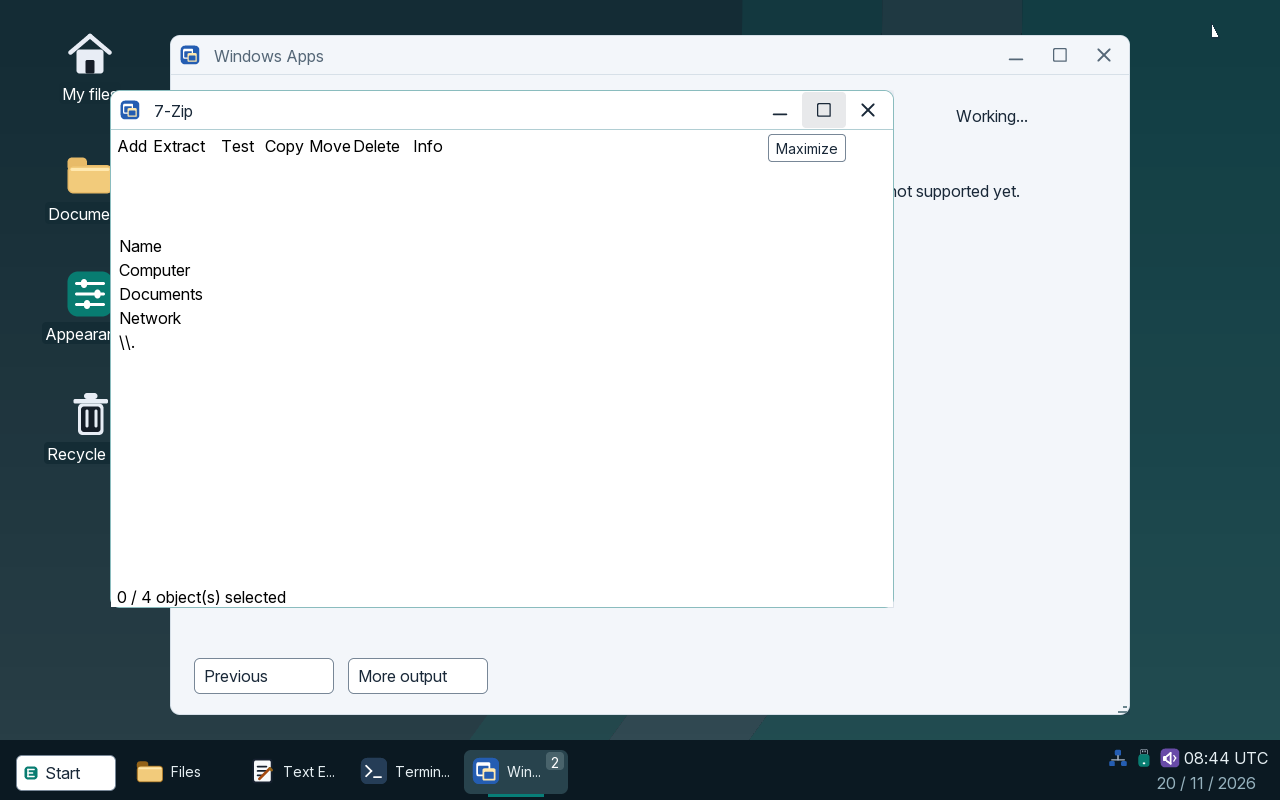 My files
Windows Apps
Working...
not supported yet.
7-Zip
Add Extract Test Copy Move Delete Info
Maximize
Name
Computer
Documents
Network
\\.
0 / 4 object(s) selected
Docume
Appearan
Recycle
Previous
More output
Start
Files
Text E...
Termin...
Win...
2
08:44 UTC
20 / 11 / 2026